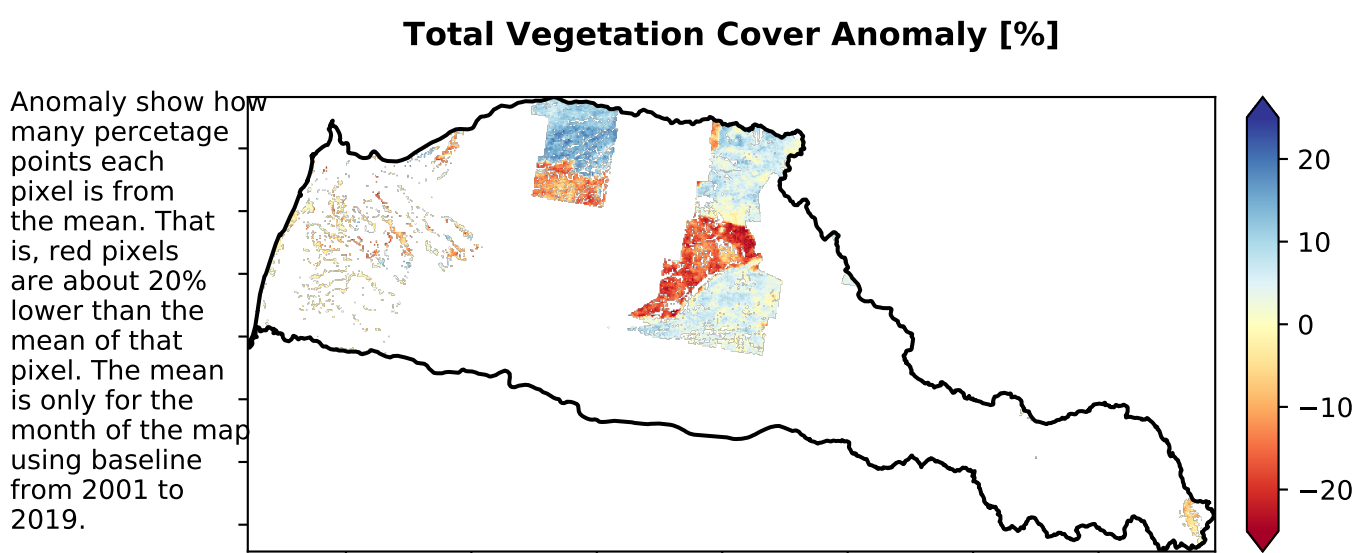 Total Vegetation Cover Anomaly [%]
Anomaly show how
many percetage
points each
pixel is from
the mean. That
is, red pixels
are about 20%
lower than the
mean of that
pixel. The mean
is only for the
month of the map
using baseline
from 2001 to
2019.
20
10
0
−10
−20